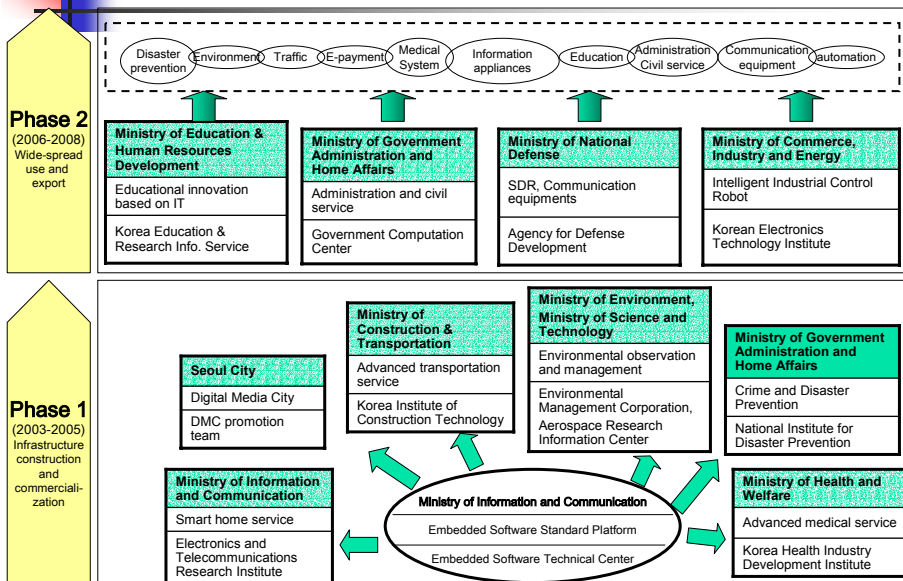 Phase 2
(2006-2008)
Wide-spread
use and
export
Disaster
prevention
Environment
Traffic
E-payment
Medical
System
Information
appliances
Education
Administration
Civil service
Communication
equipment
automation
Ministry of Education &
Human Resources
Development
Educational innovation
based on IT
Korea Education &
Research Info. Service
Ministry of Government
Administration and
Home Affairs
Administration and civil
service
Government Computation
Center
Ministry of National
Defense
SDR, Communication
equipments
Agency for Defense
Development
Ministry of Commerce,
Industry and Energy
Intelligent Industrial Control
Robot
Korean Electronics
Technology Institute
Phase 1
(2003-2005)
Infrastructure
construction
and
commerciali-
zation
Seoul City
Digital Media City
DMC promotion
team
Ministry of
Construction &
Transportation
Advanced transportation
service
Korea Institute of
Construction Technology
Ministry of Environment,
Ministry of Science and
Technology
Environmental observation
and management
Environmental
Management Corporation,
Aerospace Research
Information Center
Ministry of Government
Administration and
Home Affairs
Crime and Disaster
Prevention
National Institute for
Disaster Prevention
Ministry of Information
and Communication
Smart home service
Electronics and
Telecommunications
Research Institute
Ministry of Information and Communication
Embedded Software Standard Platform
Embedded Software Technical Center
Ministry of Health and
Welfare
Advanced medical service
Korea Health Industry
Development Institute